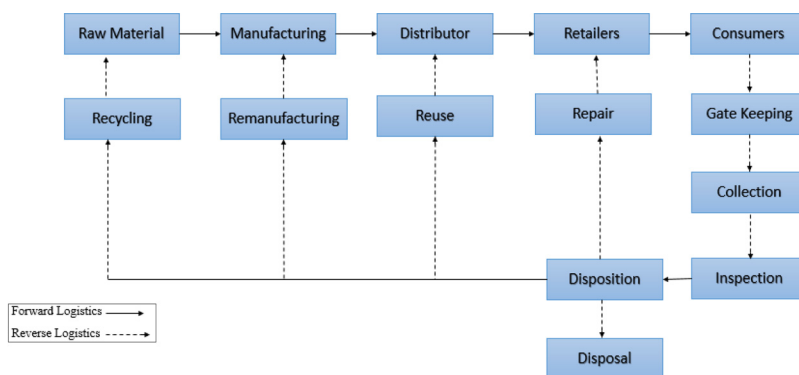 Raw Material
Manufacturing
Distributor
Retailers
Consumers
Recycling
Remanufacturing
Reuse
Repair
Gate Keeping
Collection
Disposition
Inspection
Forward Logistics
Reverse Logistics
Disposal